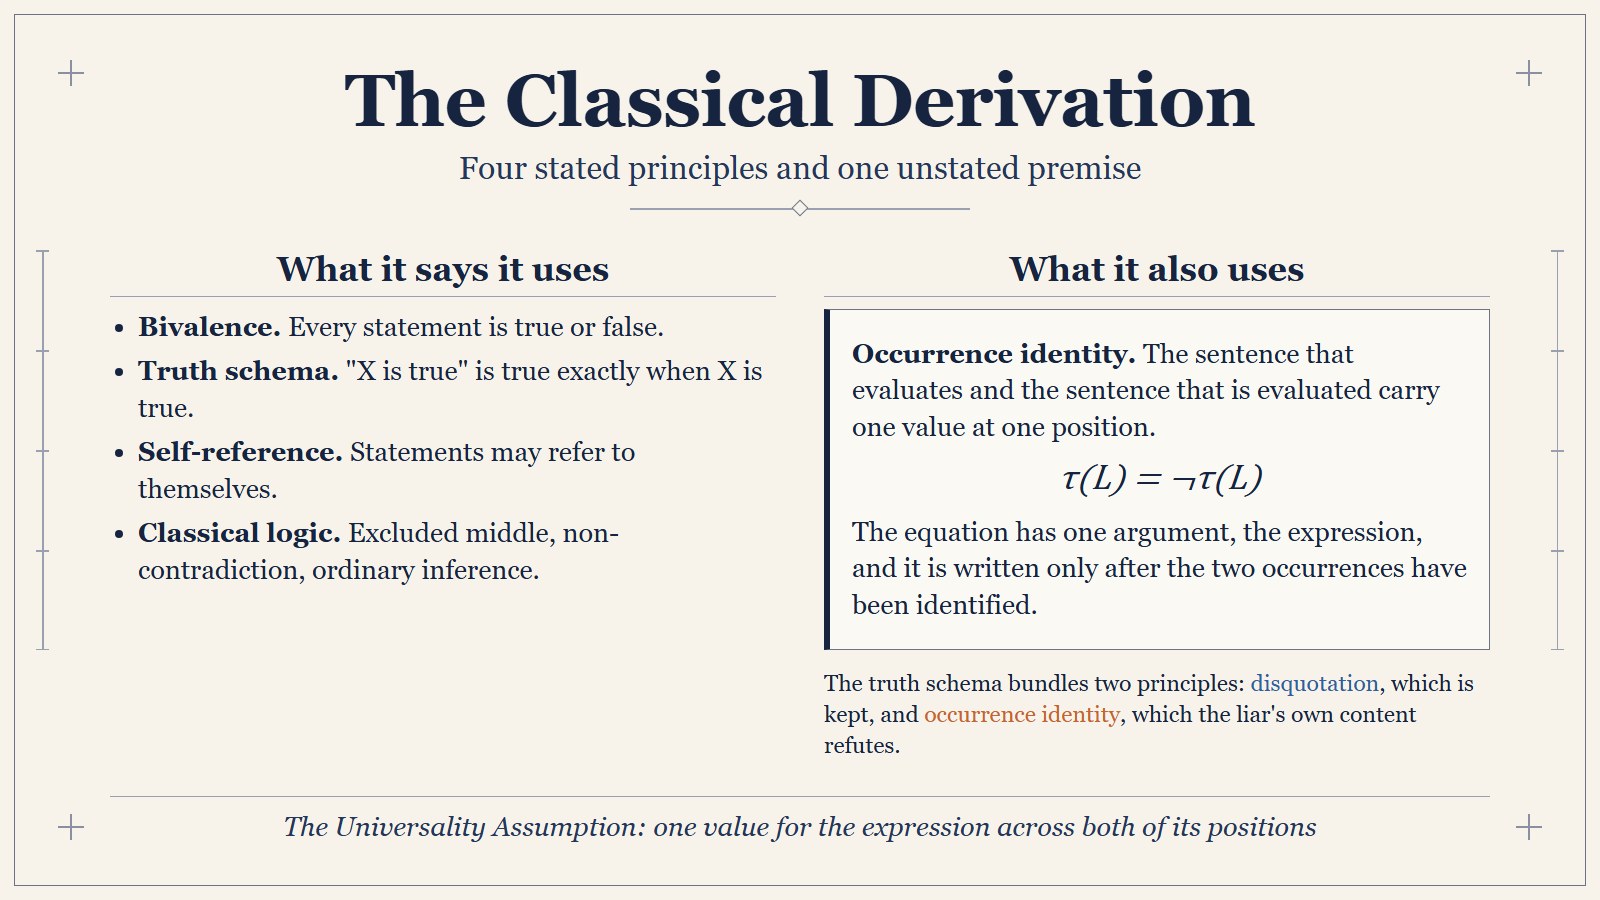 The Classical Derivation
Four stated principles and one unstated premise
What it says it uses
• Bivalence. Every statement is true or false.
• Truth schema. "X is true" is true exactly when X is
true.
• Self-reference. Statements may refer to
themselves.
• Classical logic. Excluded middle, non-
contradiction, ordinary inference.
What it also uses
Occurrence identity. The sentence that
evaluates and the sentence that is evaluated carry
one value at one position.
τ(L) = ¬τ(L)
The equation has one argument, the expression,
and it is written only after the two occurrences have
been identified.
The truth schema bundles two principles: disquotation, which is
kept, and occurrence identity, which the liar's own content
refutes.
The Universality Assumption: one value for the expression across both of its positions